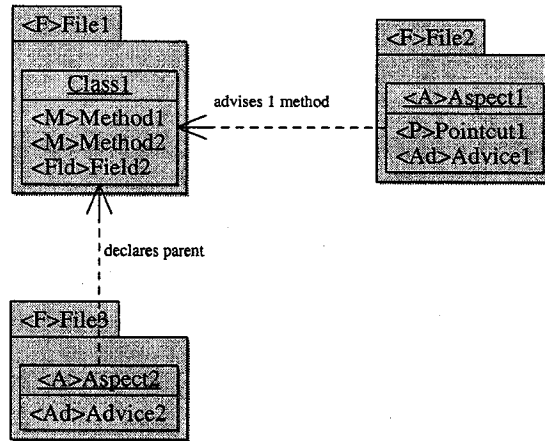 <F>File1
Class1
<M>Method1
<M>Method2
<Fld>Field2
advises 1 method
<F>File2
<A>Aspect1
<P>Pointcut1
<Ad>Advice1
declares parent
<F>File3
<A>Aspect2
<Ad>Advice2